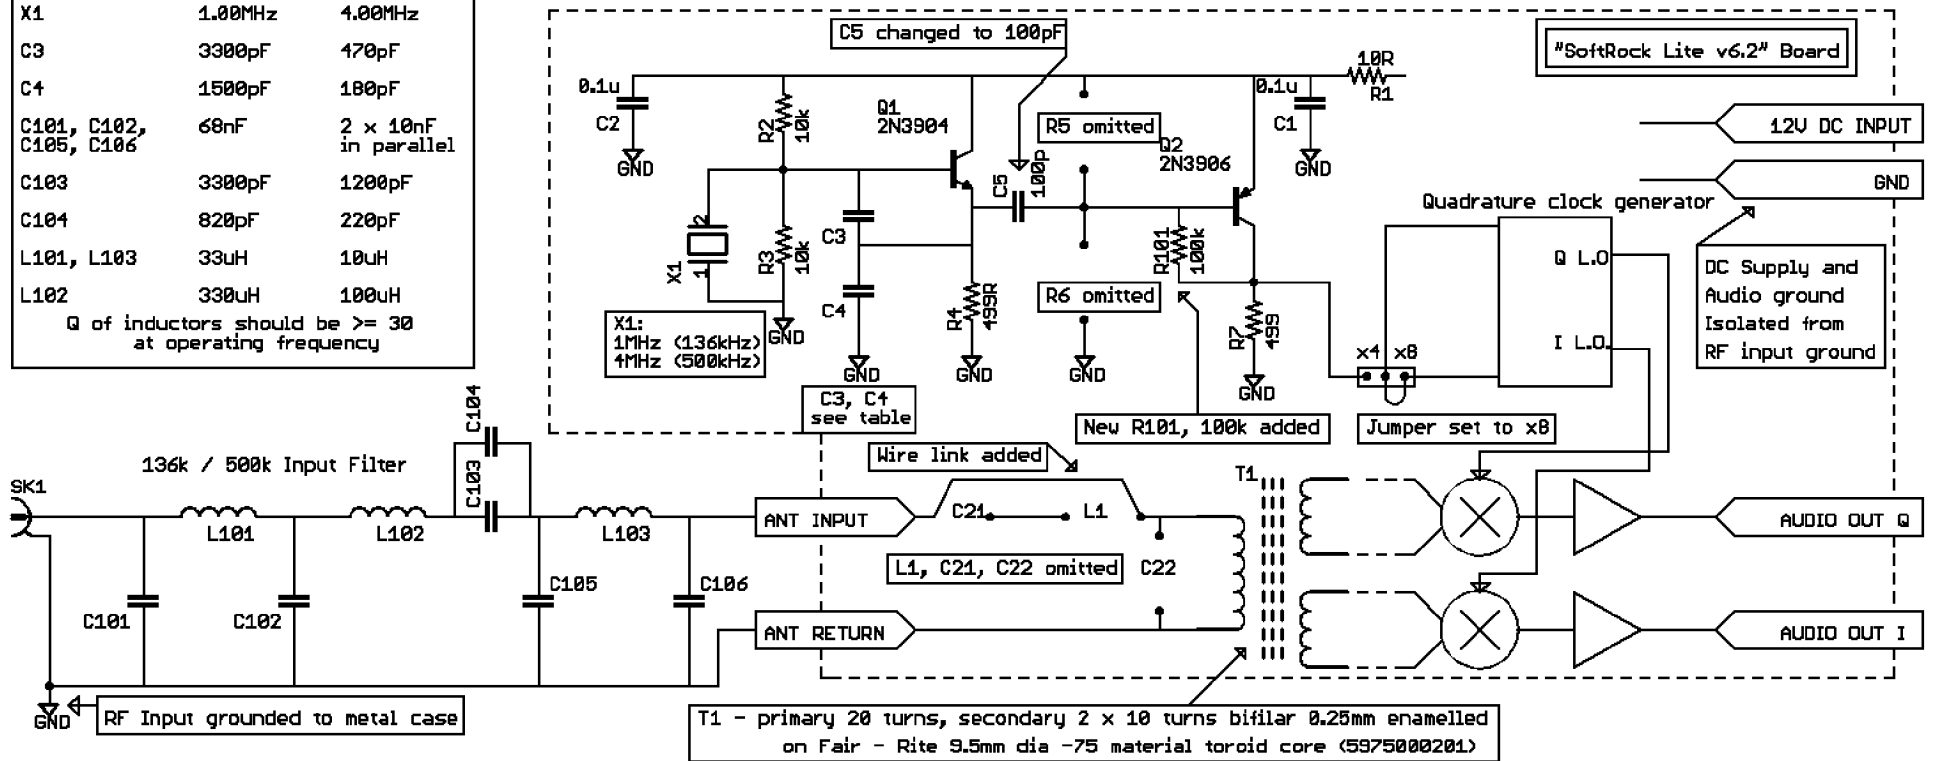 X1 1.00MHz 4.00MHz
C3 3300pF 470pF
C4 1500pF 180pF
C101, C102, 68nF 2 x 10nF
C105, C106 in parallel
C103 3300pF 1200pF
C104 820pF 220pF
L101, L103 33uH 10uH
L102 330uH 100uH
Q of inductors should be >= 30
at operating frequency
C5 changed to 100pF
"SoftRock Lite v6.2" Board
0.1u
C2
GND
R2
10k
Q1
2N3904
R5 omitted
C5
100p
Q2
2N3906
0.1u
C1
GND
10R
R1
12V DC INPUT
GND
Quadrature clock generator
X1
2
1
R3
10k
GND
C3
C4
GND
R4
499R
GND
R101
100k
R6 omitted
GND
R7
499
GND
Q L.O
I L.O.
x4 x8
DC Supply and
Audio ground
Isolated from
RF input ground
X1:
1MHz (136kHz)
4MHz (500kHz)
C3, C4
see table
New R101, 100k added
Jumper set to x8
136k / 500k Input Filter
SK1
C104
C103
L101
L102
L103
C101
C102
C105
C106
GND
RF Input grounded to metal case
Wire link added
ANT INPUT
C21
L1
L1, C21, C22 omitted
C22
ANT RETURN
T1
AUDIO OUT Q
AUDIO OUT I
T1 - primary 20 turns, secondary 2 x 10 turns bifilar 0.25mm enamelled
on Fair - Rite 9.5mm dia -75 material toroid core (5975000201)